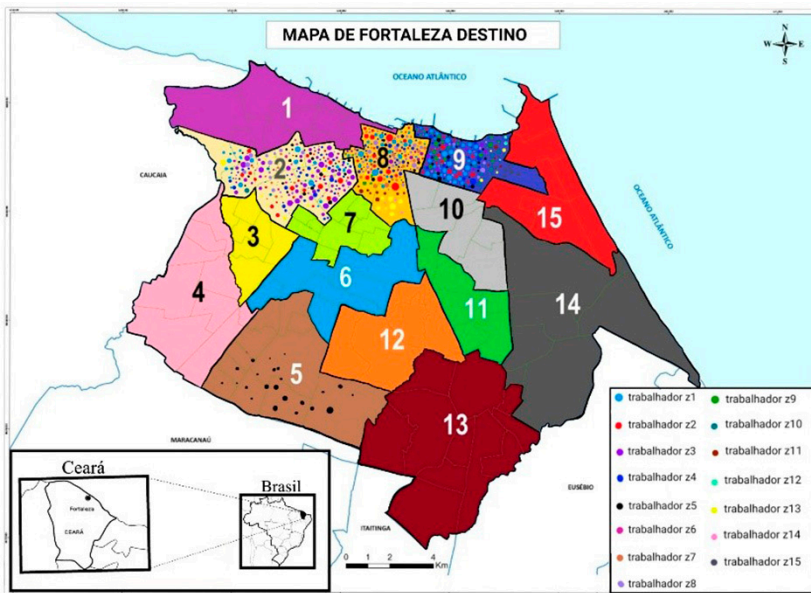 MAPA DE FORTALEZA DESTINO
N
W E
S
OCEANO ATLÂNTICO
1
2
8
9
CAUCAIA
OCEANO ATLÂNTICO
3
7
10
15
4
6
11
14
12
5
13
MARACANAÚ
ITAITINGA
EUSÉBIO
trabalhador z1
trabalhador z2
trabalhador z3
trabalhador z4
trabalhador z5
trabalhador z6
trabalhador z7
trabalhador z8
trabalhador z9
trabalhador z10
trabalhador z11
trabalhador z12
trabalhador z13
trabalhador z14
trabalhador z15
Ceará
Fortaleza
CEARÁ
Brasil
0 1 2 4
Km